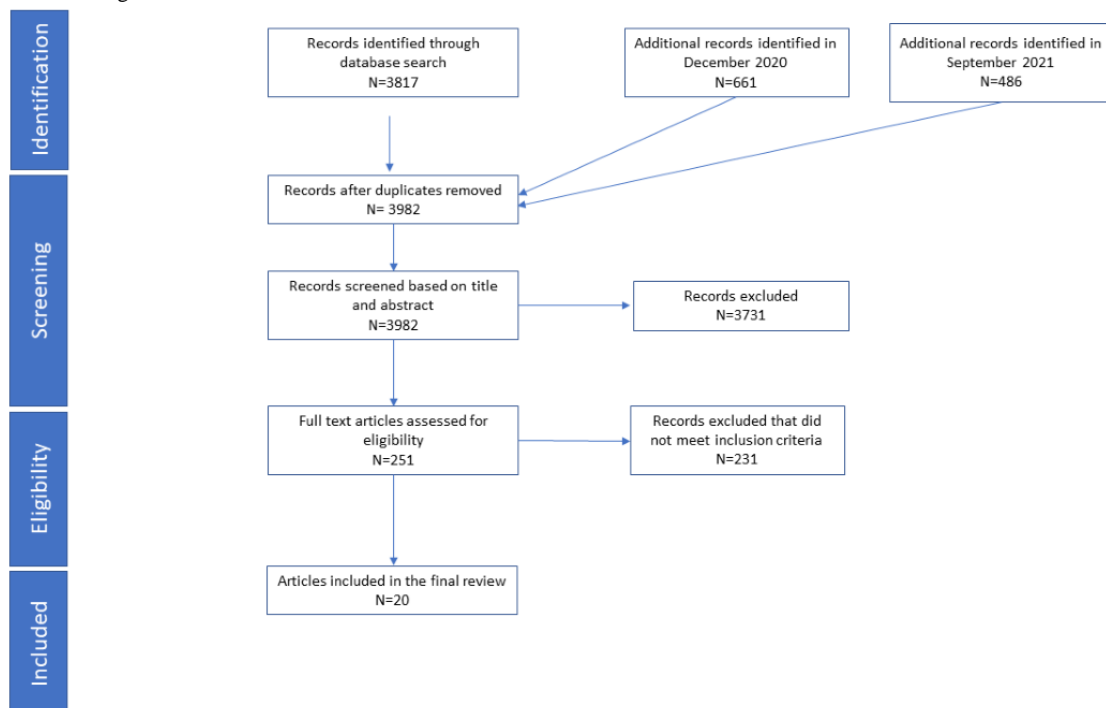 Identification
Records identified through
database search
N=3817
Additional records identified in
December 2020
N=661
Additional records identified in
September 2021
N=486
Screening
Records after duplicates removed
N= 3982
Records screened based on title
and abstract
N=3982
Records excluded
N=3731
Eligibility
Full text articles assessed for
eligibility
N=251
Records excluded that did
not meet inclusion criteria
N=231
Included
Articles included in the final review
N=20